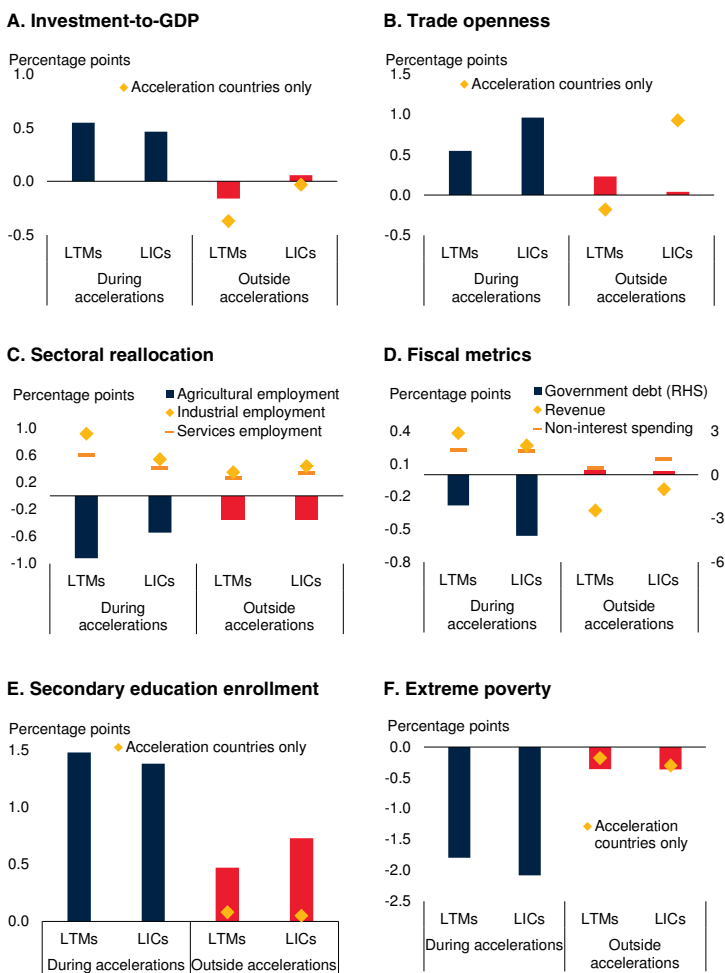 A. Investment-to-GDP
Percentage points
Acceleration countries only
1.0
0.5
0.0
-0.5
LTMs LICs LTMs LICs
During accelerations
Outside accelerations
B. Trade openness
Percentage points
Acceleration countries only
1.5
1.0
0.5
0.0
-0.5
LTMs LICs LTMs LICs
During accelerations
Outside accelerations
C. Sectoral reallocation
Percentage points
Agricultural employment
Industrial employment
Services employment
1.0
0.6
0.2
-0.2
-0.6
-1.0
LTMs LICs LTMs LICs
During accelerations
Outside accelerations
D. Fiscal metrics
Percentage points
Government debt (RHS)
Revenue
Non-interest spending
0.4
0.1
-0.2
-0.5
-0.8
3
0
-3
-6
LTMs LICs LTMs LICs
During accelerations
Outside accelerations
E. Secondary education enrollment
Percentage points
Acceleration countries only
1.5
1.0
0.5
0.0
LTMs LICs LTMs LICs
During accelerations Outside accelerations
F. Extreme poverty
Percentage points
0.0
-0.5
-1.0
-1.5
-2.0
-2.5
Acceleration
countries only
LTMs LICs LTMs LICs
During accelerations
Outside accelerations